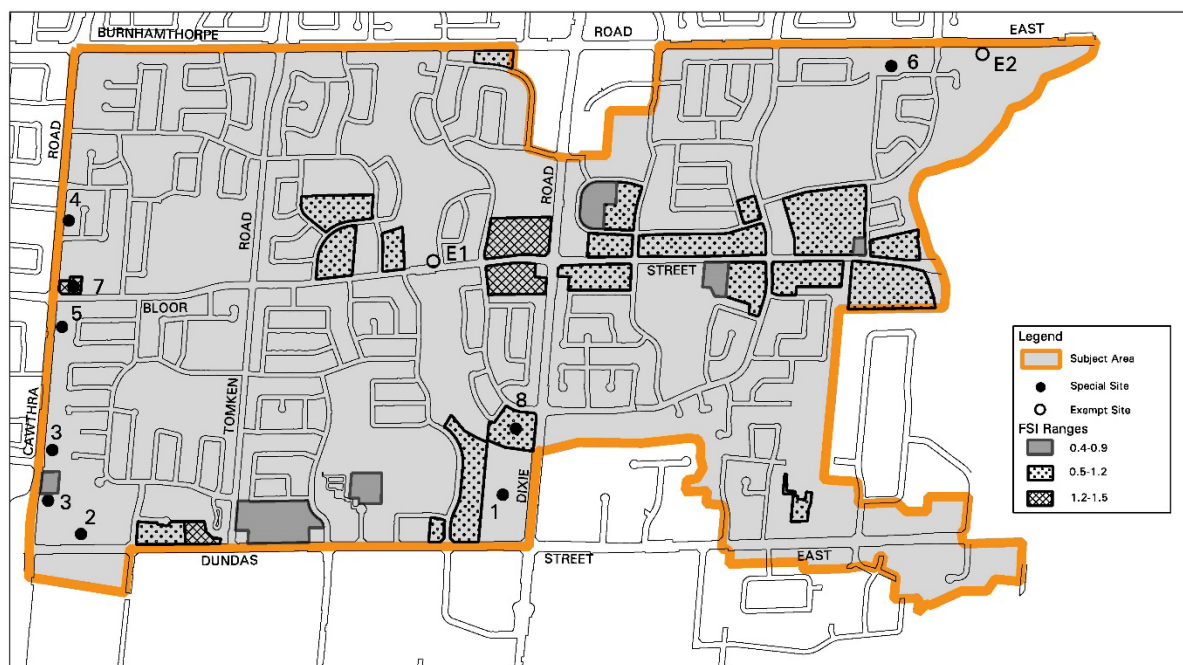 BURNHAMTHORPE ROAD EAST
6
E2
ROAD
4
ROAD
ROAD
E1
STREET
7
BLOOR
5
8
TOMKEN
CAWTHRA
3
DIXIE
3
1
2
DUNDAS STREET EAST
Legend
Subject Area
Special Site
Exempt Site
FSI Ranges
0.4-0.9
0.5-1.2
1.2-1.5